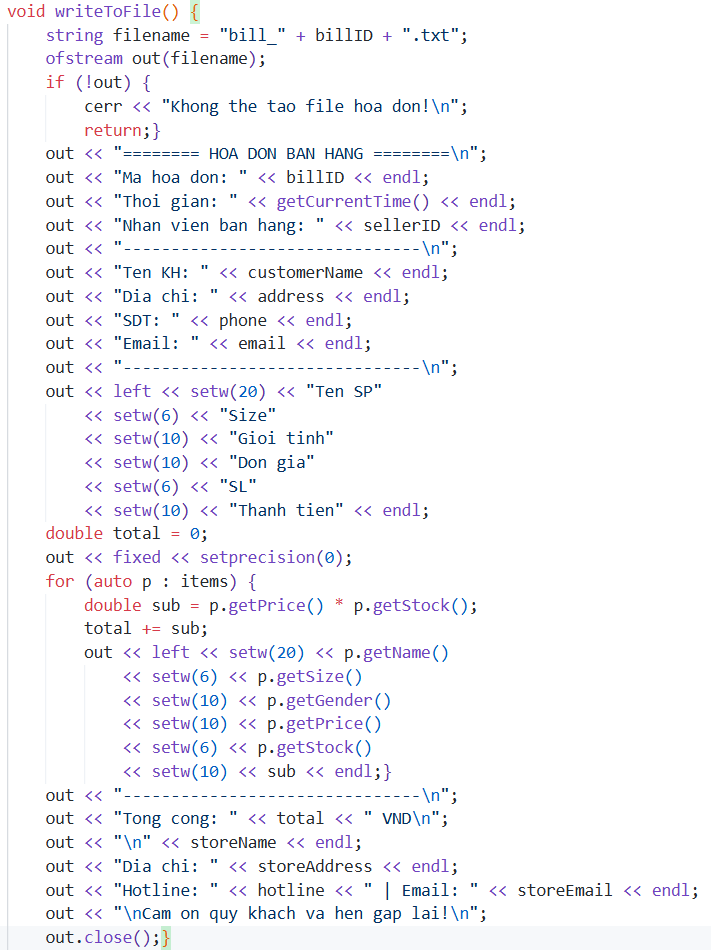 void writeToFile() {
    string filename = "bill_" + billID + ".txt";
    ofstream out(filename);
    if (!out) {
        cerr << "Khong the tao file hoa don!\n";
        return;}
    out << "======== HOA DON BAN HANG ========\n";
    out << "Ma hoa don: " << billID << endl;
    out << "Thoi gian: " << getCurrentTime() << endl;
    out << "Nhan vien ban hang: " << sellerID << endl;
    out << "-------------------------------\n";
    out << "Ten KH: " << customerName << endl;
    out << "Dia chi: " << address << endl;
    out << "SDT: " << phone << endl;
    out << "Email: " << email << endl;
    out << "-------------------------------\n";
    out << left << setw(20) << "Ten SP"
        << setw(6) << "Size"
        << setw(10) << "Gioi tinh"
        << setw(10) << "Don gia"
        << setw(6) << "SL"
        << setw(10) << "Thanh tien" << endl;
    double total = 0;
    out << fixed << setprecision(0);
    for (auto p : items) {
        double sub = p.getPrice() * p.getStock();
        total += sub;
        out << left << setw(20) << p.getName()
            << setw(6) << p.getSize()
            << setw(10) << p.getGender()
            << setw(10) << p.getPrice()
            << setw(6) << p.getStock()
            << setw(10) << sub << endl;}
    out << "-------------------------------\n";
    out << "Tong cong: " << total << " VND\n";
    out << "\n" << storeName << endl;
    out << "Dia chi: " << storeAddress << endl;
    out << "Hotline: " << hotline << " | Email: " << storeEmail << endl;
    out << "\nCam on quy khach va hen gap lai!\n";
    out.close();}